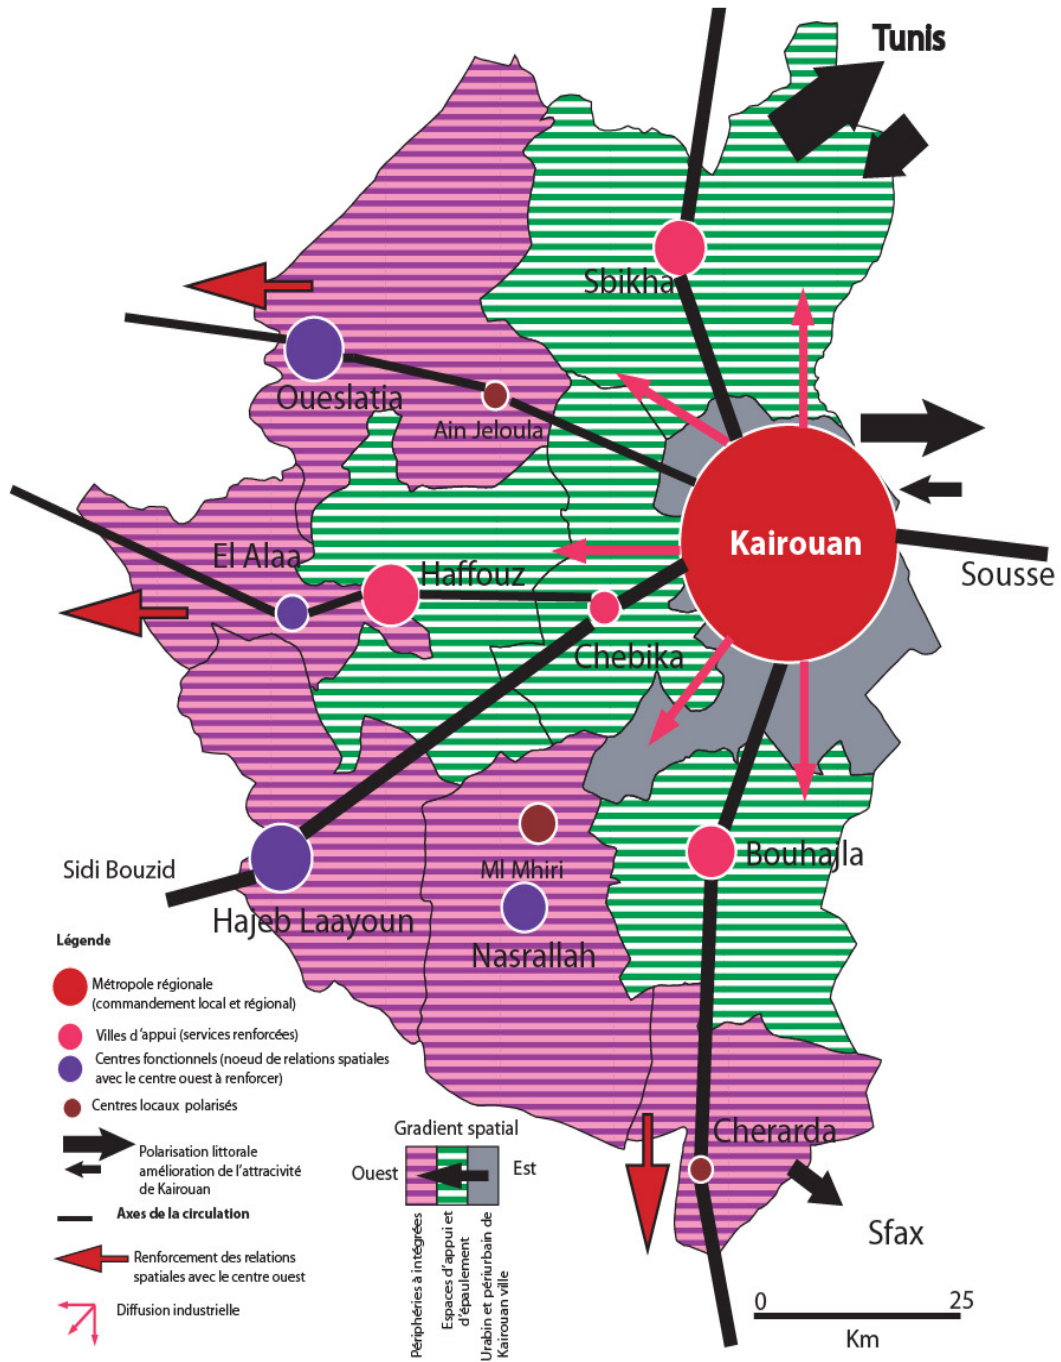 Tunis
Sbikha
Oueslatia
Ain Jeloula
Kairouan
Sousse
El Alaa
Haffouz
Chebika
Sidi Bouzid
Hajeb Laayoun
Ml Mhiri
Nasrallah
Bouhajla
Cherarda
Sfax
Légende
Métropole régionale
(commandement local et régional)
Villes d'appui (services renforcées)
Centres fonctionnels (noeud de relations spatiales
avec le centre ouest à renforcer)
Centres locaux polarisés
Polarisation littorale
amélioration de l'attracivité
de Kairouan
Axes de la circulation
Renforcement des relations
spatiales avec le centre ouest
Diffusion industrielle
Gradient spatial
Ouest
Est
Périphéries à intégrées
Espaces d'appui et
d'épaulement
Urabin et périurbain de
Kairouan ville
0 25
Km